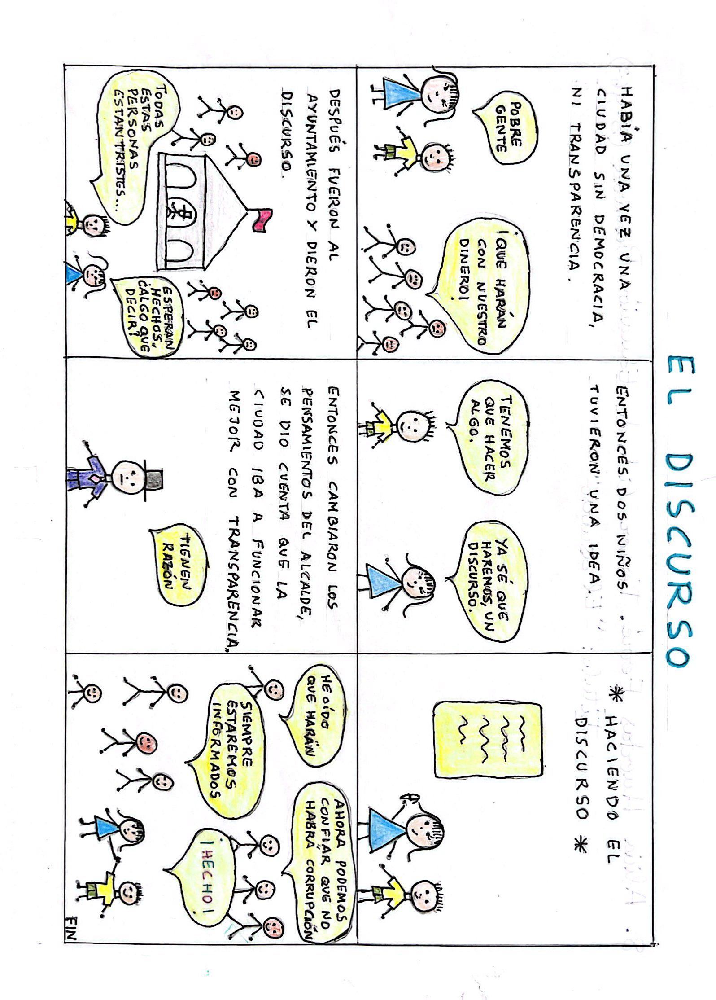 EL DISCURSO
HABÍA UNA VEZ UNA
CIUDAD SIN DEMOCRACIA,
NI TRANSPARENCIA.
POBRE
GENTE
¡QUE HARÁN
CON NUESTRO
DINERO!
ENTONCES DOS NIÑOS
TUVIERON UNA IDEA.
TENEMOS
QUE HACER
ALGO.
YA SÉ QUE
HAREMOS, UN
DISCURSO.
* HACIENDO EL
DISCURSO *
DESPUÉS FUERON AL
AYUNTAMIENTO Y DIERON EL
DISCURSO.
TODAS
ESTAS
PERSONAS
ESTAN TRISTES...
ESPERAN
HECHOS,
¿ALGO QUE
DECIR?
ENTONCES CAMBIARON LOS
PENSAMIENTOS DEL ALCALDE,
SE DIO CUENTA QUE LA
CIUDAD IBA A FUNCIONAR
MEJOR CON TRANSPARENCIA.
TIENEN
RAZÓN
HE OÍDO
QUE HARÁN
SIEMPRE
ESTAREMOS
INFORMADOS
AHORA PODEMOS
CONFIAR QUE NO
HABRA CORRUPCIÓN
¡HECHO!
FIN